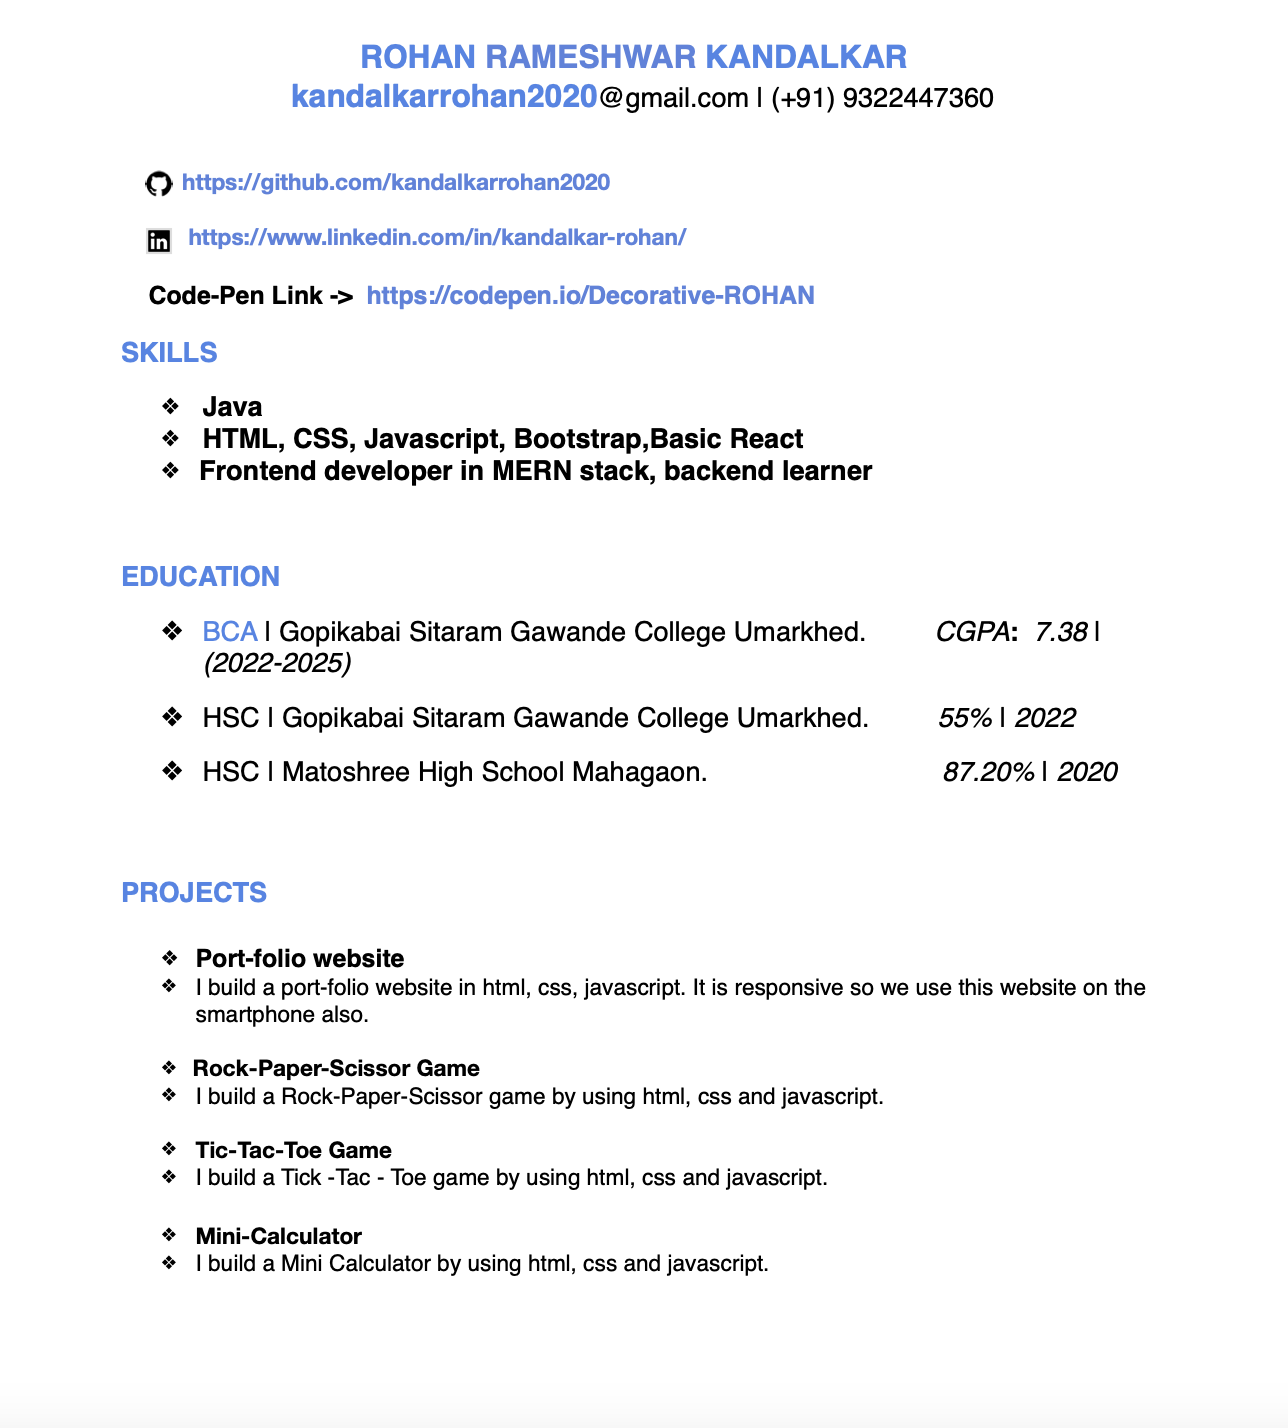 ROHAN RAMESHWAR KANDALKAR
kandalkarrohan2020@gmail.com | (+91) 9322447360
https://github.com/kandalkarrohan2020
https://www.linkedin.com/in/kandalkar-rohan/
Code-Pen Link -> https://codepen.io/Decorative-ROHAN
SKILLS
❖ Java
❖ HTML, CSS, Javascript, Bootstrap,Basic React
❖ Frontend developer in MERN stack, backend learner
EDUCATION
❖ BCA | Gopikabai Sitaram Gawande College Umarkhed. CGPA: 7.38 |
(2022-2025)
❖ HSC | Gopikabai Sitaram Gawande College Umarkhed. 55% | 2022
❖ HSC | Matoshree High School Mahagaon. 87.20% | 2020
PROJECTS
❖ Port-folio website
❖ I build a port-folio website in html, css, javascript. It is responsive so we use this website on the
smartphone also.
❖ Rock-Paper-Scissor Game
❖ I build a Rock-Paper-Scissor game by using html, css and javascript.
❖ Tic-Tac-Toe Game
❖ I build a Tick -Tac - Toe game by using html, css and javascript.
❖ Mini-Calculator
❖ I build a Mini Calculator by using html, css and javascript.